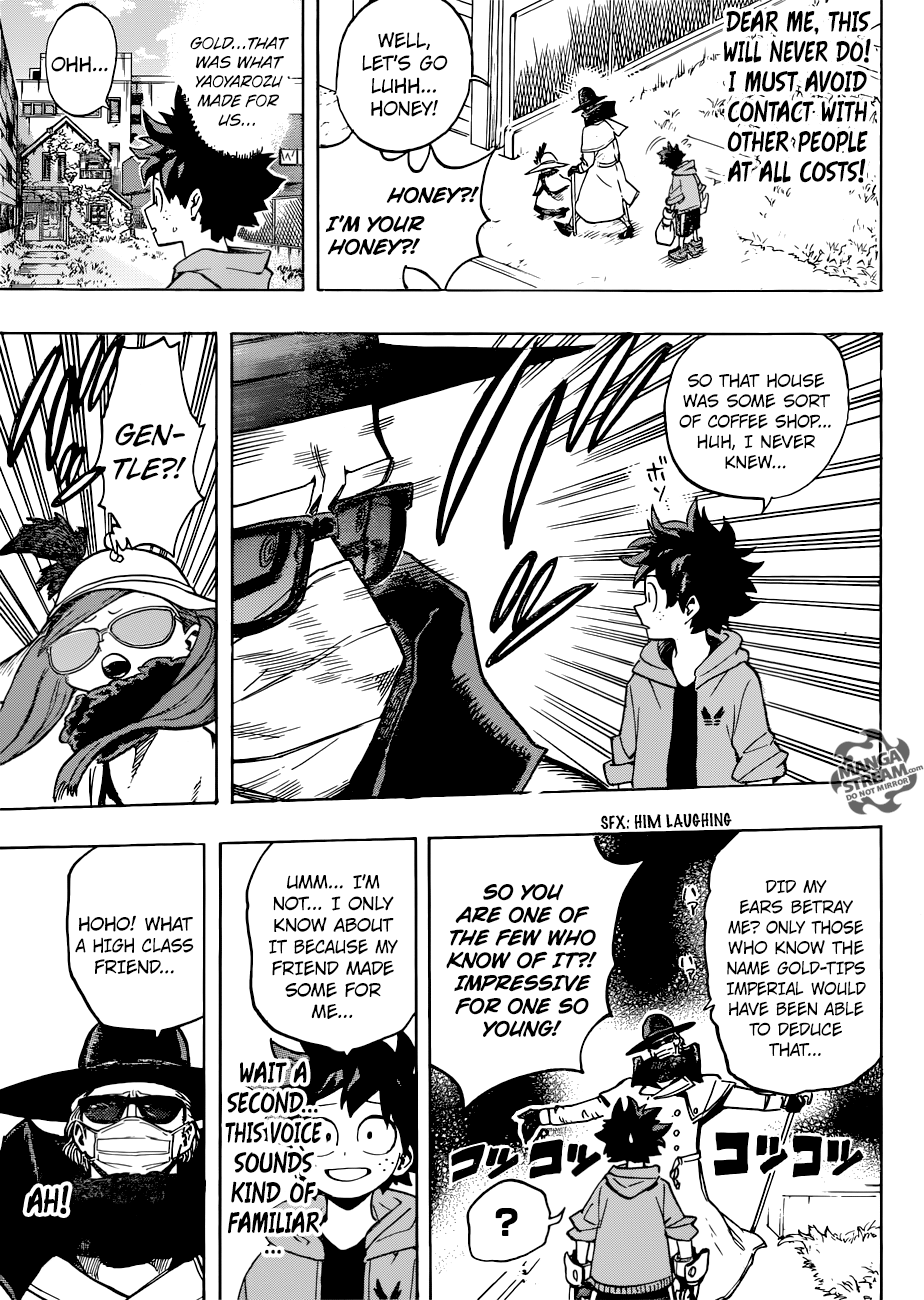 DEAR ME, THIS
WILL NEVER DO!
I MUST AVOID
CONTACT WITH
OTHER PEOPLE
AT ALL COSTS!
WELL,
LET'S GO
LUHH...
HONEY!
HONEY?!
I'M YOUR
HONEY?!
GOLD...THAT
WAS WHAT
YAOYAROZU
MADE FOR
US...
OHH...
SO THAT HOUSE
WAS SOME SORT
OF COFFEE SHOP...
HUH, I NEVER
KNEW...
ボソ
GEN-
TLE?!
MANGA
STREAM.com
DO NOT MIRROR
SFX: HIM LAUGHING
DID MY
EARS BETRAY
ME? ONLY THOSE
WHO KNOW THE
NAME GOLD-TIPS
IMPERIAL WOULD
HAVE BEEN ABLE
TO DEDUCE
THAT...
SO YOU
ARE ONE OF
THE FEW WHO
KNOW OF IT?!
IMPRESSIVE
FOR ONE SO
YOUNG!
コツコツ
コツコツ
?
UMM... I'M
NOT... I ONLY
KNOW ABOUT
IT BECAUSE MY
FRIEND MADE
SOME FOR
ME...
WAIT A
SECOND...
THIS VOICE
SOUNDS
KIND OF
FAMILIAR
...
HOHO! WHAT
A HIGH CLASS
FRIEND...
AH!